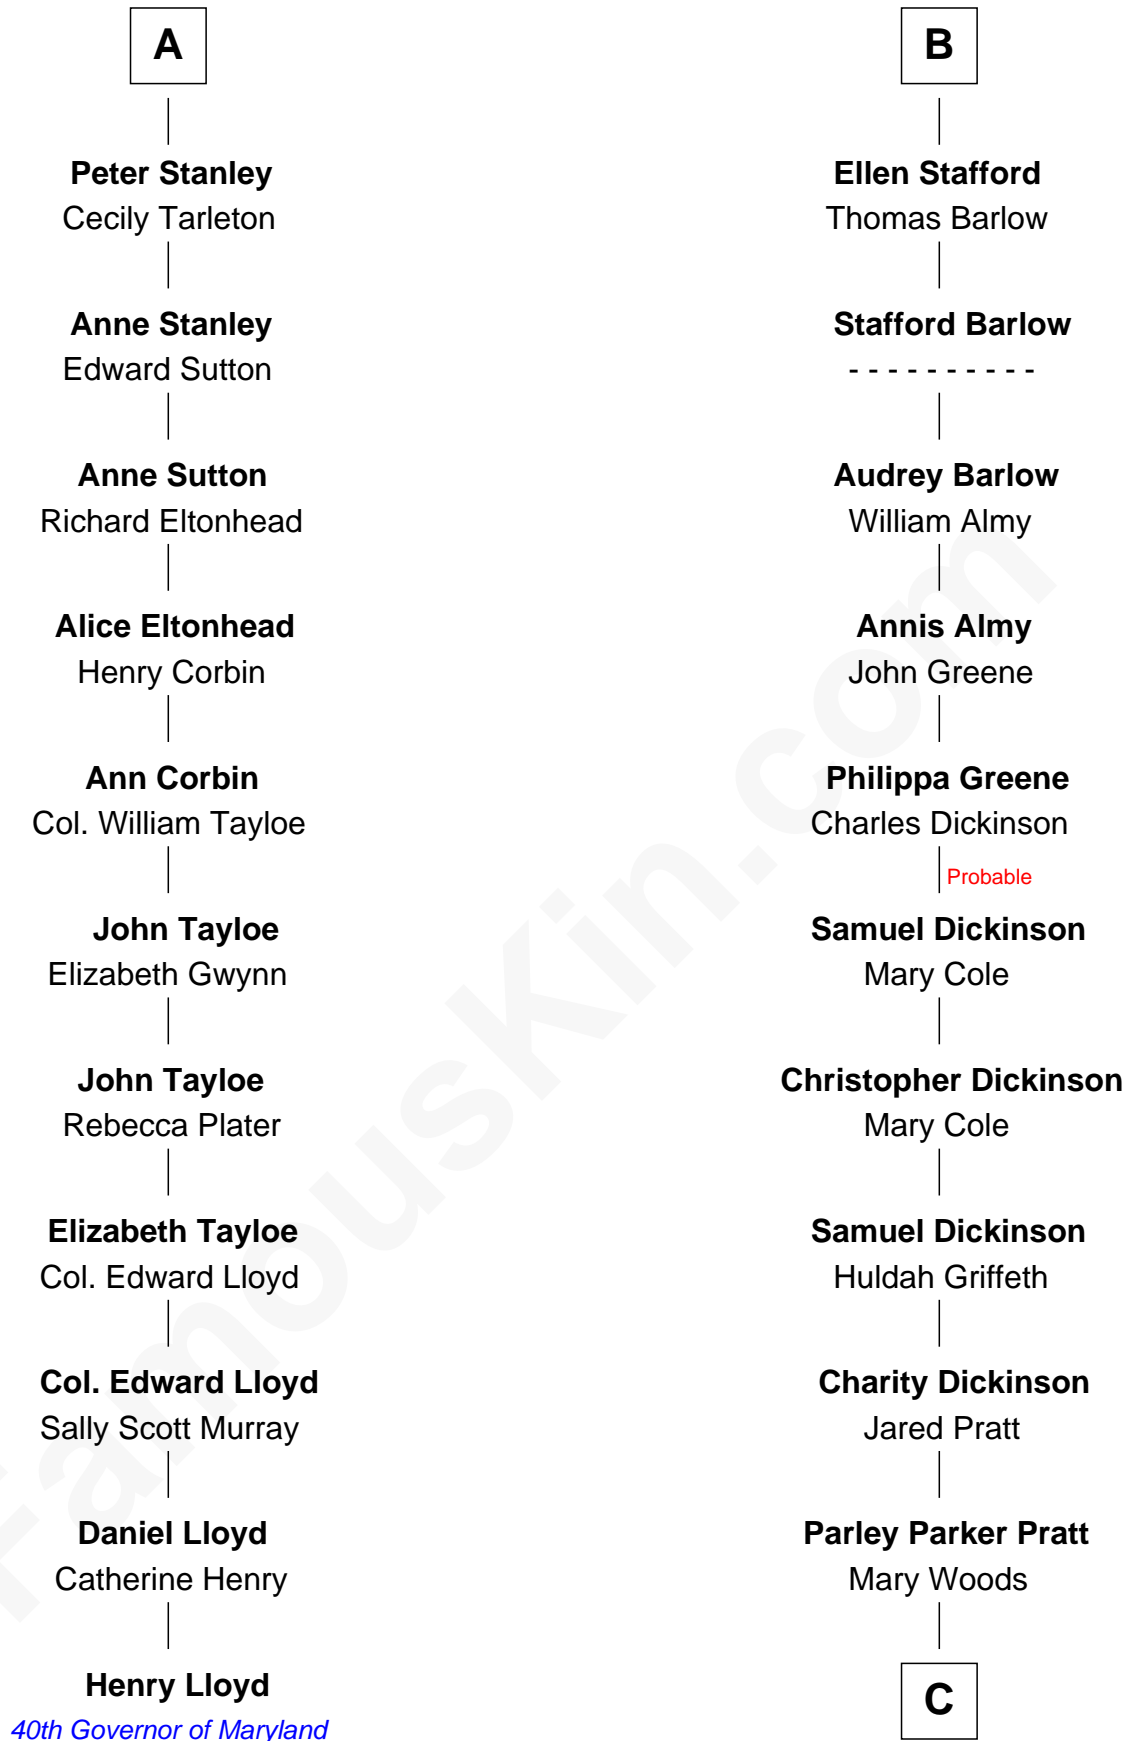 A
Peter Stanley
Cecily Tarleton
Anne Stanley
Edward Sutton
Anne Sutton
Richard Eltonhead
Alice Eltonhead
Henry Corbin
Ann Corbin
Col. William Tayloe
John Tayloe
Elizabeth Gwynn
John Tayloe
Rebecca Plater
Elizabeth Tayloe
Col. Edward Lloyd
Col. Edward Lloyd
Sally Scott Murray
Daniel Lloyd
Catherine Henry
Henry Lloyd
40th Governor of Maryland
B
Ellen Stafford
Thomas Barlow
Stafford Barlow
- - - - - - - - - -
Audrey Barlow
William Almy
Annis Almy
John Greene
Philippa Greene
Charles Dickinson
Probable
Samuel Dickinson
Mary Cole
Christopher Dickinson
Mary Cole
Samuel Dickinson
Huldah Griffeth
Charity Dickinson
Jared Pratt
Parley Parker Pratt
Mary Woods
C
FamousKin.com